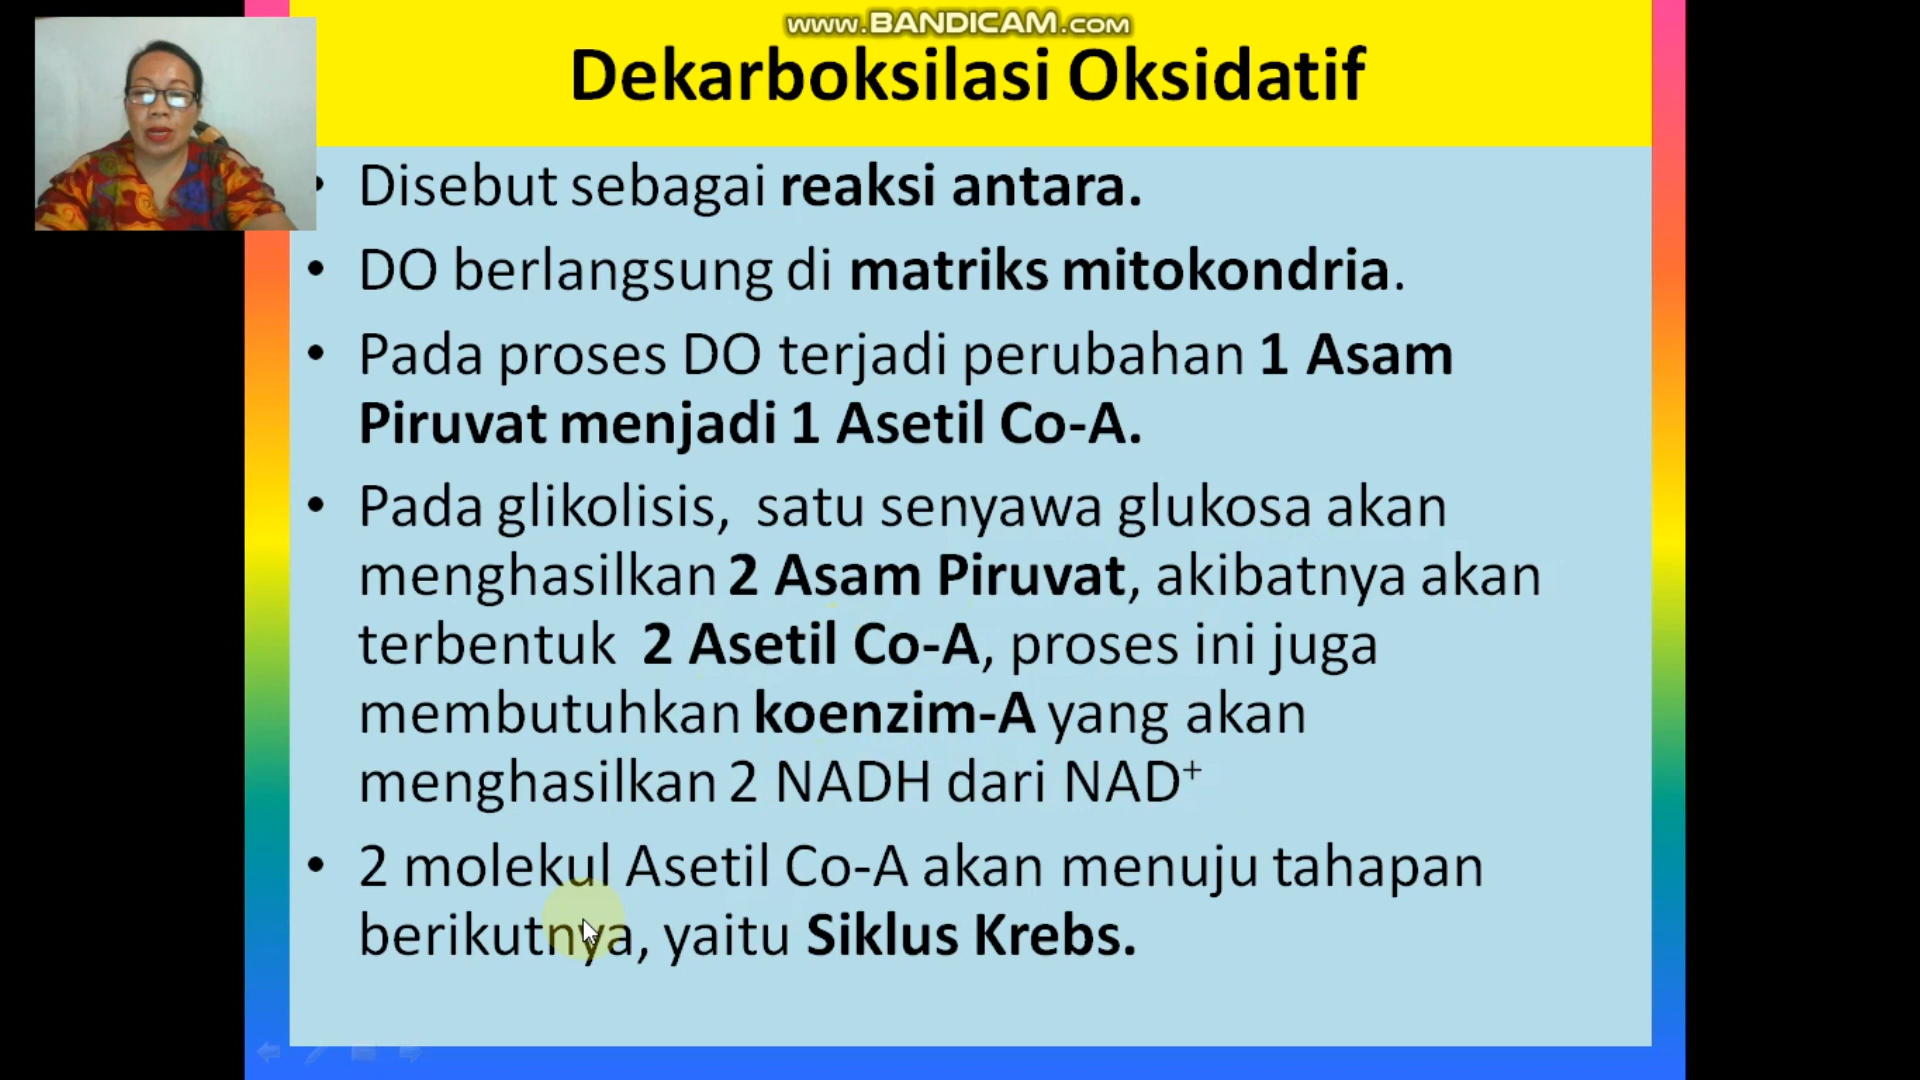 www.BANDICAM.com
Dekarboksilasi Oksidatif
• Disebut sebagai reaksi antara.
• DO berlangsung di matriks mitokondria.
• Pada proses DO terjadi perubahan 1 Asam
Piruvat menjadi 1 Asetil Co-A.
• Pada glikolisis, satu senyawa glukosa akan
menghasilkan 2 Asam Piruvat, akibatnya akan
terbentuk 2 Asetil Co-A, proses ini juga
membutuhkan koenzim-A yang akan
menghasilkan 2 NADH dari NAD⁺
• 2 molekul Asetil Co-A akan menuju tahapan
berikutnya, yaitu Siklus Krebs.